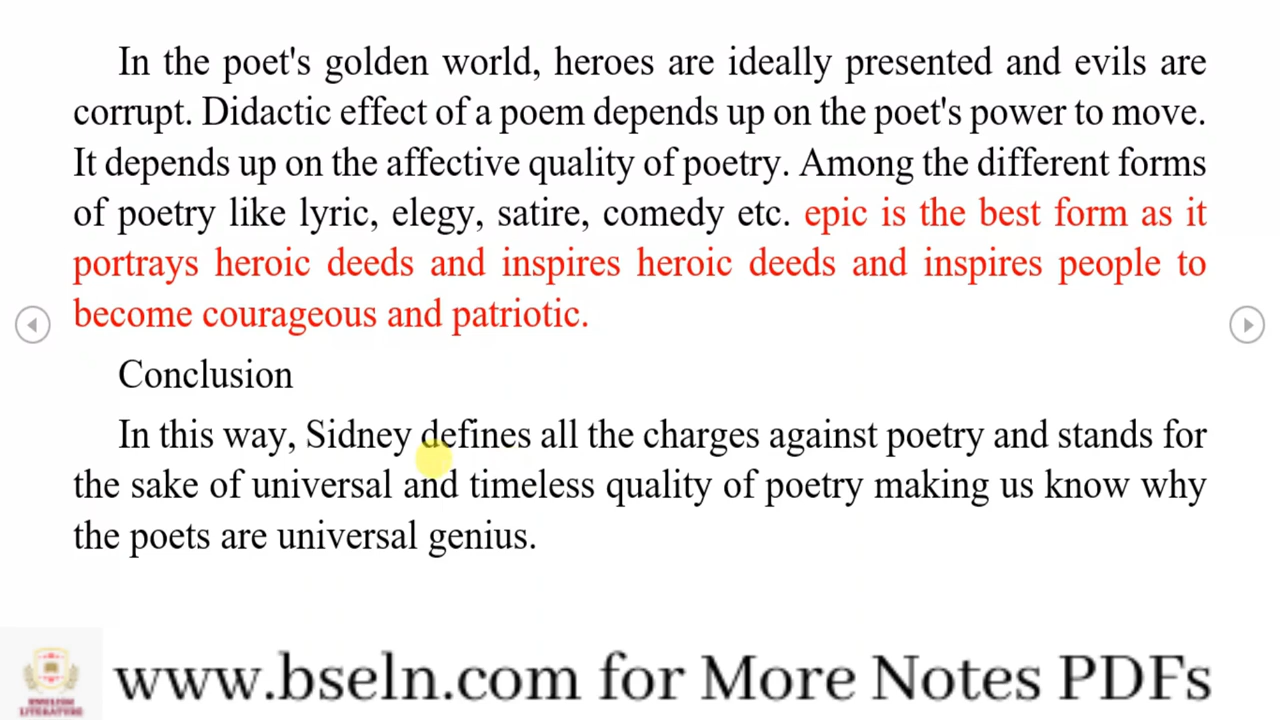 In the poet's golden world, heroes are ideally presented and evils are
corrupt. Didactic effect of a poem depends up on the poet's power to move.
It depends up on the affective quality of poetry. Among the different forms
of poetry like lyric, elegy, satire, comedy etc. epic is the best form as it
portrays heroic deeds and inspires heroic deeds and inspires people to
become courageous and patriotic.
Conclusion
In this way, Sidney defines all the charges against poetry and stands for
the sake of universal and timeless quality of poetry making us know why
the poets are universal genius.
www.bseln.com for More Notes PDFs
ENGLISH
LITERATURE